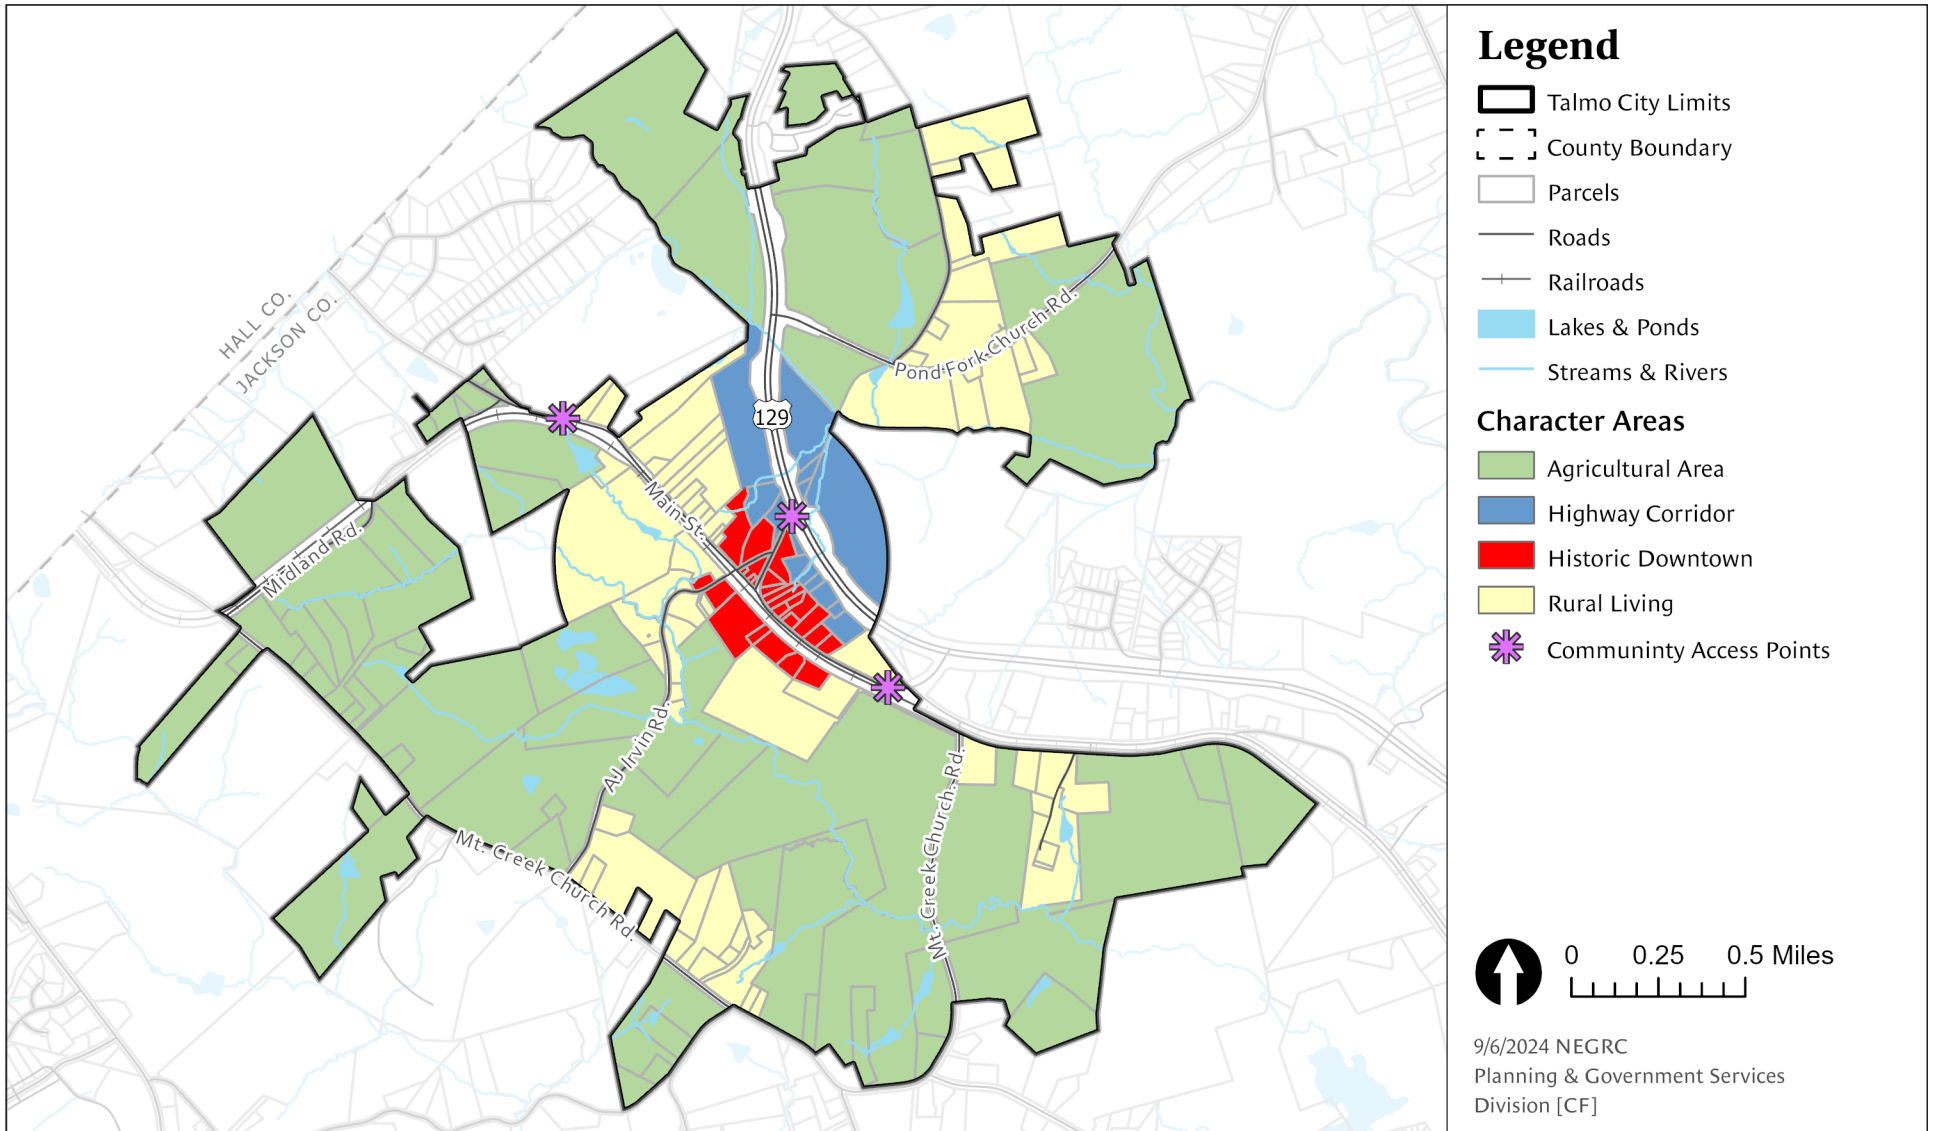 HALL CO.
JACKSON CO.
129
Pond Fork Church Rd.
Main St.
Midland Rd.
AJ Irvin Rd.
Mt. Creek Church Rd.
Mt. Creek Church Rd.
Legend
Talmo City Limits
County Boundary
Parcels
Roads
Railroads
Lakes & Ponds
Streams & Rivers
Character Areas
Agricultural Area
Highway Corridor
Historic Downtown
Rural Living
Communinty Access Points
0 0.25 0.5 Miles
9/6/2024 NEGRC
Planning & Government Services
Division [CF]